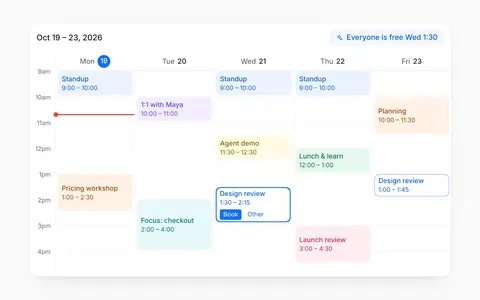 Oct 19 – 23, 2026
Everyone is free Wed 1:30
Mon 19
Tue 20
Wed 21
Thu 22
Fri 23
9am
10am
11am
12pm
1pm
2pm
3pm
4pm
Standup
9:00 – 10:00
Pricing workshop
1:00 – 2:30
1:1 with Maya
10:00 – 11:00
Focus: checkout
2:00 – 4:00
Standup
9:00 – 10:00
Agent demo
11:30 – 12:30
Design review
1:30 – 2:15
Book Other
Standup
9:00 – 10:00
Lunch & learn
12:00 – 1:00
Launch review
3:00 – 4:30
Planning
10:00 – 11:30
Design review
1:00 – 1:45